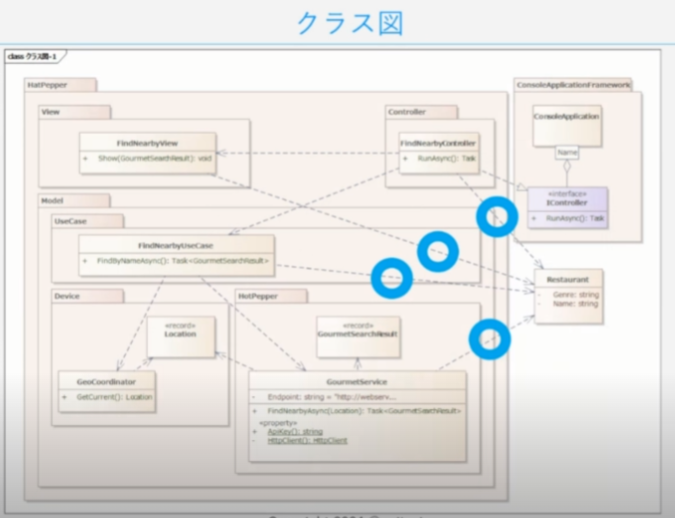 クラス図
class クラス図-1
HatPepper
ConsoleApplicationFramework
View
Controller
ConsoleApplication
FindNearbyView
+ Show(GourmetSearchResult): void
FindNearbyController
+ RunAsync(): Task
Name
«interface»
IController
+ RunAsync(): Task
Model
UseCase
FindNearbyUseCase
+ FindByNameAsync(): Task<GourmetSearchResult>
Restaurant
- Genre: string
- Name: string
Device
HotPepper
«record»
Location
«record»
GourmetSearchResult
GeoCoordinator
+ GetCurrent(): Location
GourmetService
- Endpoint: string = "http://webserv...
+ FindNearbyAsync(Location): Task<GourmetSearchResult>
«property»
+ ApiKey(): string
- HttpClient(): HttpClient